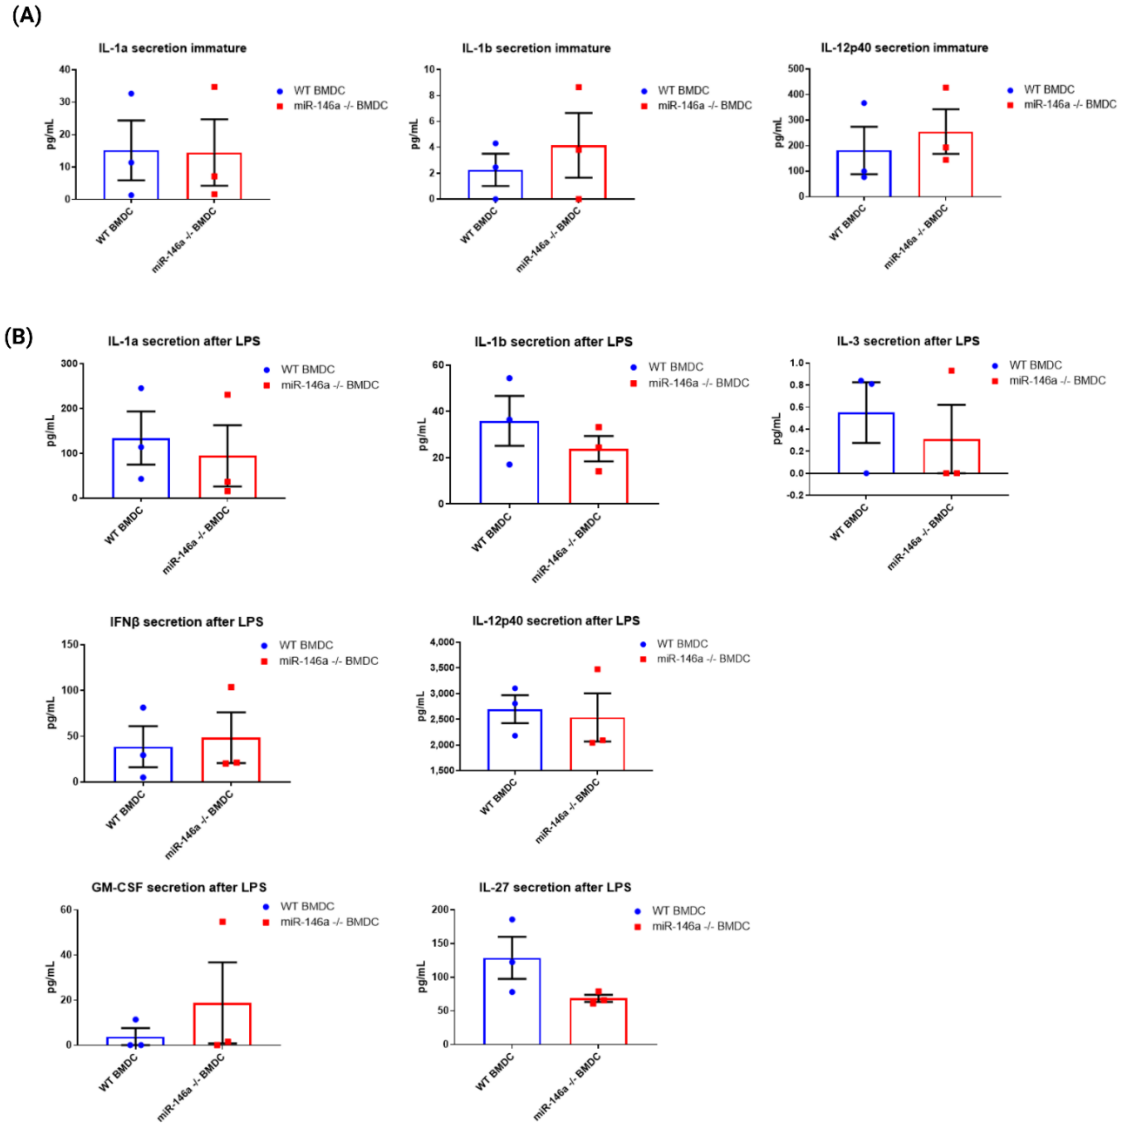 (A)
IL-1a secretion immature
pg/mL
40
30
20
10
0
WT BMDC
miR-146a -/- BMDC
WT BMDC
miR-146a -/- BMDC
IL-1b secretion immature
pg/mL
10
8
6
4
2
0
WT BMDC
miR-146a -/- BMDC
WT BMDC
miR-146a -/- BMDC
IL-12p40 secretion immature
pg/mL
500
400
300
200
100
0
WT BMDC
miR-146a -/- BMDC
WT BMDC
miR-146a -/- BMDC
(B)
IL-1a secretion after LPS
pg/mL
300
200
100
0
WT BMDC
miR-146a -/- BMDC
WT BMDC
miR-146a -/- BMDC
IL-1b secretion after LPS
pg/mL
60
40
20
0
WT BMDC
miR-146a -/- BMDC
WT BMDC
miR-146a -/- BMDC
IL-3 secretion after LPS
pg/mL
1.0
0.8
0.6
0.4
0.2
0.0
-0.2
WT BMDC
miR-146a -/- BMDC
WT BMDC
miR-146a -/- BMDC
IFNβ secretion after LPS
pg/mL
150
100
50
0
WT BMDC
miR-146a -/- BMDC
WT BMDC
miR-146a -/- BMDC
IL-12p40 secretion after LPS
pg/mL
4,000
3,500
3,000
2,500
2,000
1,500
WT BMDC
miR-146a -/- BMDC
WT BMDC
miR-146a -/- BMDC
GM-CSF secretion after LPS
pg/mL
60
40
20
0
WT BMDC
miR-146a -/- BMDC
WT BMDC
miR-146a -/- BMDC
IL-27 secretion after LPS
pg/mL
200
150
100
50
0
WT BMDC
miR-146a -/- BMDC
WT BMDC
miR-146a -/- BMDC